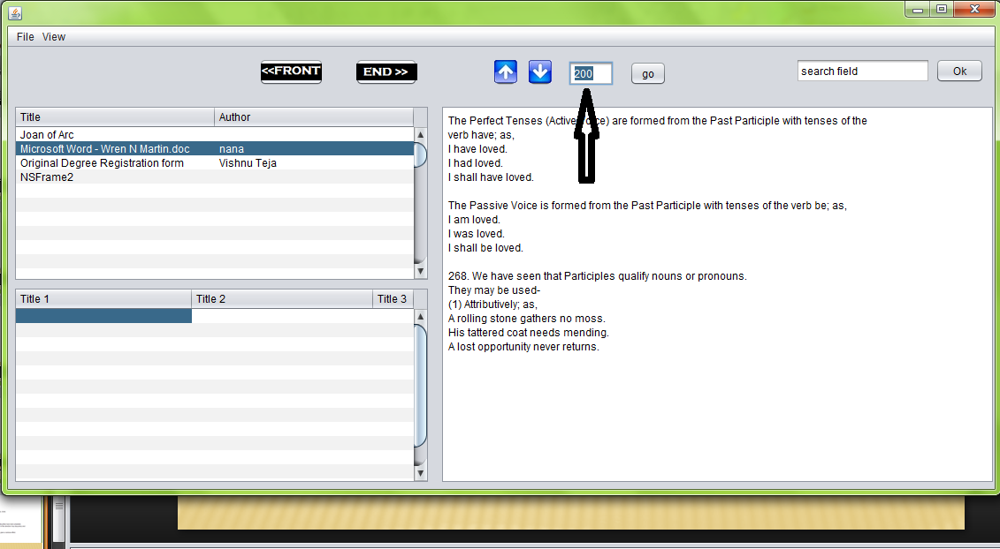 File View
<<FRONT END >> 200 go search field Ok
Title Author
Joan of Arc
Microsoft Word - Wren N Martin.doc nana
Original Degree Registration form Vishnu Teja
NSFrame2
Title 1 Title 2 Title 3
The Perfect Tenses (Active) are formed from the Past Participle with tenses of the
verb have; as,
I have loved.
I had loved.
I shall have loved.
The Passive Voice is formed from the Past Participle with tenses of the verb be; as,
I am loved.
I was loved.
I shall be loved.
268. We have seen that Participles qualify nouns or pronouns.
They may be used-
(1) Attributively; as,
A rolling stone gathers no moss.
His tattered coat needs mending.
A lost opportunity never returns.